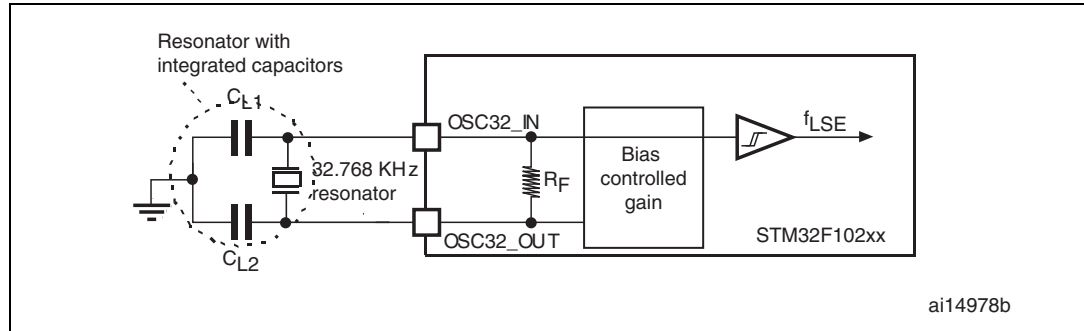 Resonator with
integrated capacitors
CL1
OSC32_IN
fLSE
32.768 KHz
resonator
RF
Bias
controlled
gain
OSC32_OUT
STM32F102xx
CL2
ai14978b